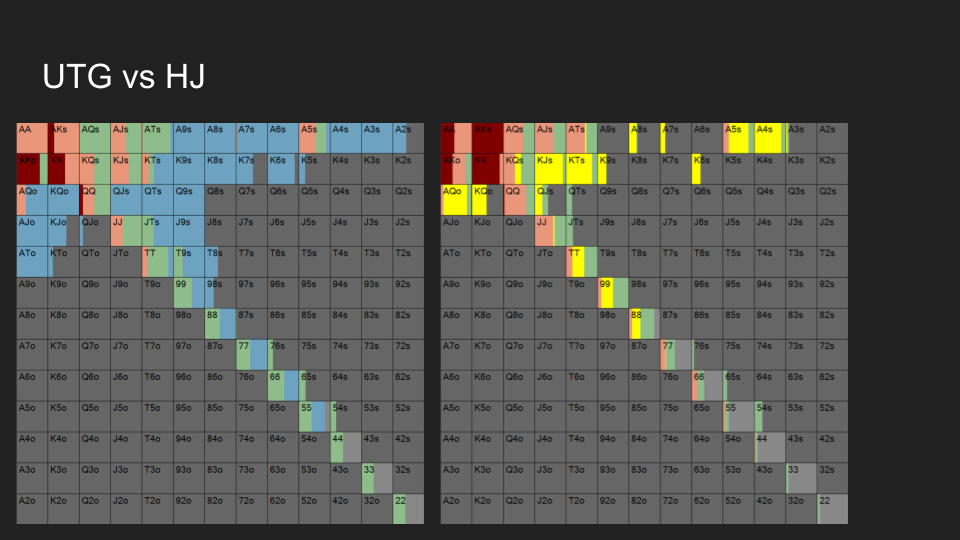 UTG vs HJ
AA AKs AQs AJs ATs A9s A8s A7s A6s A5s A4s A3s A2s AA AKs AQs AJs ATs A9s A8s A7s A6s A5s A4s A3s A2s
AKo KK KQs KJs KTs K9s K8s K7s K6s K5s K4s K3s K2s AKo KK KQs KJs KTs K9s K8s K7s K6s K5s K4s K3s K2s
AQo KQo QQ QJs QTs Q9s Q8s Q7s Q6s Q5s Q4s Q3s Q2s AQo KQo QQ QJs QTs Q9s Q8s Q7s Q6s Q5s Q4s Q3s Q2s
AJo KJo QJo JJ JTs J9s J8s J7s J6s J5s J4s J3s J2s AJo KJo QJo JJ JTs J9s J8s J7s J6s J5s J4s J3s J2s
ATo KTo QTo JTo TT T9s T8s T7s T6s T5s T4s T3s T2s ATo KTo QTo JTo TT T9s T8s T7s T6s T5s T4s T3s T2s
A9o K9o Q9o J9o T9o 99 98s 97s 96s 95s 94s 93s 92s A9o K9o Q9o J9o T9o 99 98s 97s 96s 95s 94s 93s 92s
A8o K8o Q8o J8o T8o 98o 88 87s 86s 85s 84s 83s 82s A8o K8o Q8o J8o T8o 98o 88 87s 86s 85s 84s 83s 82s
A7o K7o Q7o J7o T7o 97o 87o 77 76s 75s 74s 73s 72s A7o K7o Q7o J7o T7o 97o 87o 77 76s 75s 74s 73s 72s
A6o K6o Q6o J6o T6o 96o 86o 76o 66 65s 64s 63s 62s A6o K6o Q6o J6o T6o 96o 86o 76o 66 65s 64s 63s 62s
A5o K5o Q5o J5o T5o 95o 85o 75o 65o 55 54s 53s 52s A5o K5o Q5o J5o T5o 95o 85o 75o 65o 55 54s 53s 52s
A4o K4o Q4o J4o T4o 94o 84o 74o 64o 54o 44 43s 42s A4o K4o Q4o J4o T4o 94o 84o 74o 64o 54o 44 43s 42s
A3o K3o Q3o J3o T3o 93o 83o 73o 63o 53o 43o 33 32s A3o K3o Q3o J3o T3o 93o 83o 73o 63o 53o 43o 33 32s
A2o K2o Q2o J2o T2o 92o 82o 72o 62o 52o 42o 32o 22 A2o K2o Q2o J2o T2o 92o 82o 72o 62o 52o 42o 32o 22